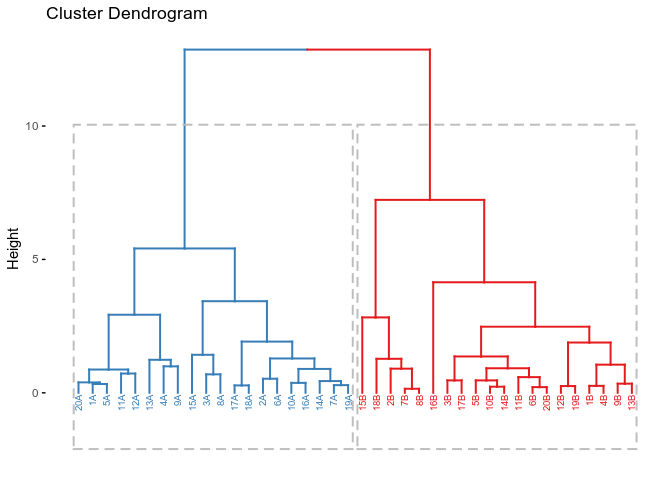 Cluster Dendrogram
10
5
0
Height
20A 1A 5A 11A 12A 13A 4A 9A 15A 3A 8A 17A 18A 2A 6A 10A 16A 14A 7A 19A 15B 18B 2B 7B 8B 16B 3B 17B 5B 10B 14B 11B 6B 20B 12B 19B 1B 4B 9B 13B